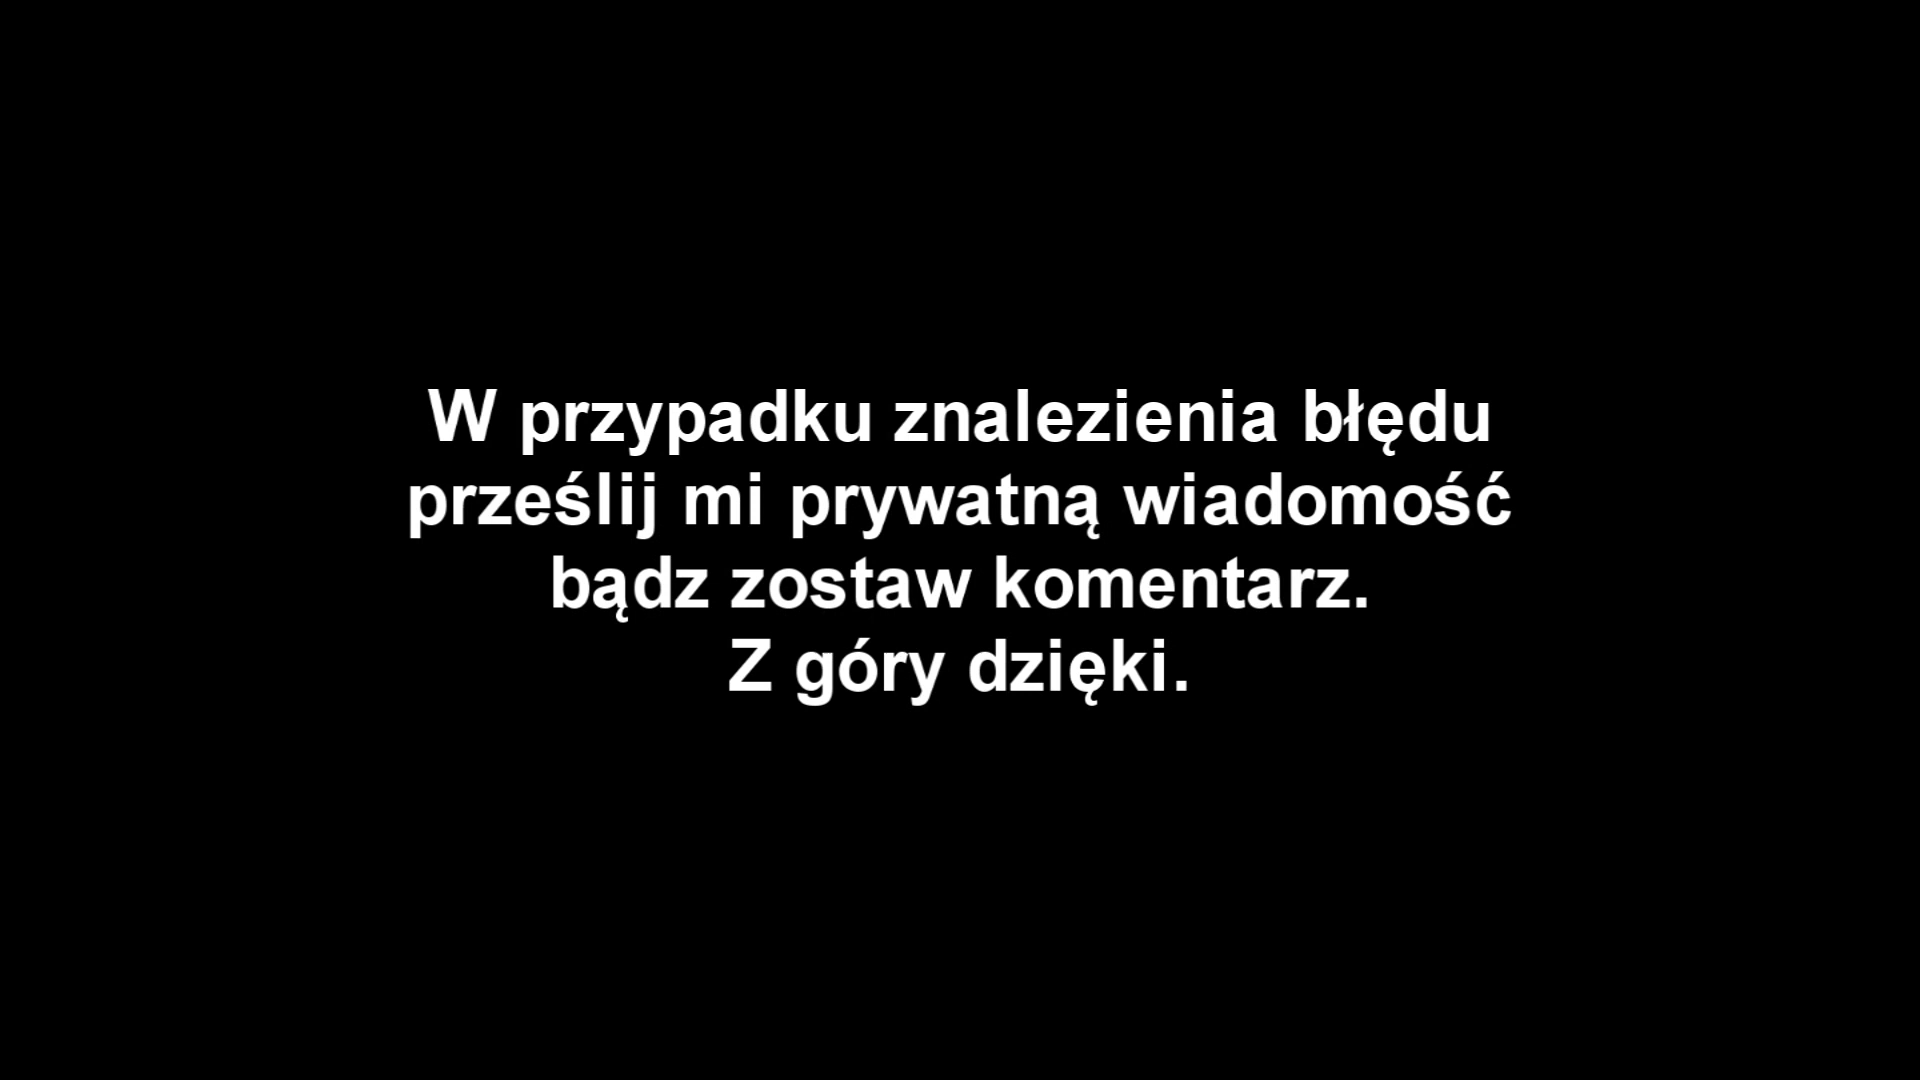 W przypadku znalezienia błędu
prześlij mi prywatną wiadomość
bądz zostaw komentarz.
Z góry dzięki.